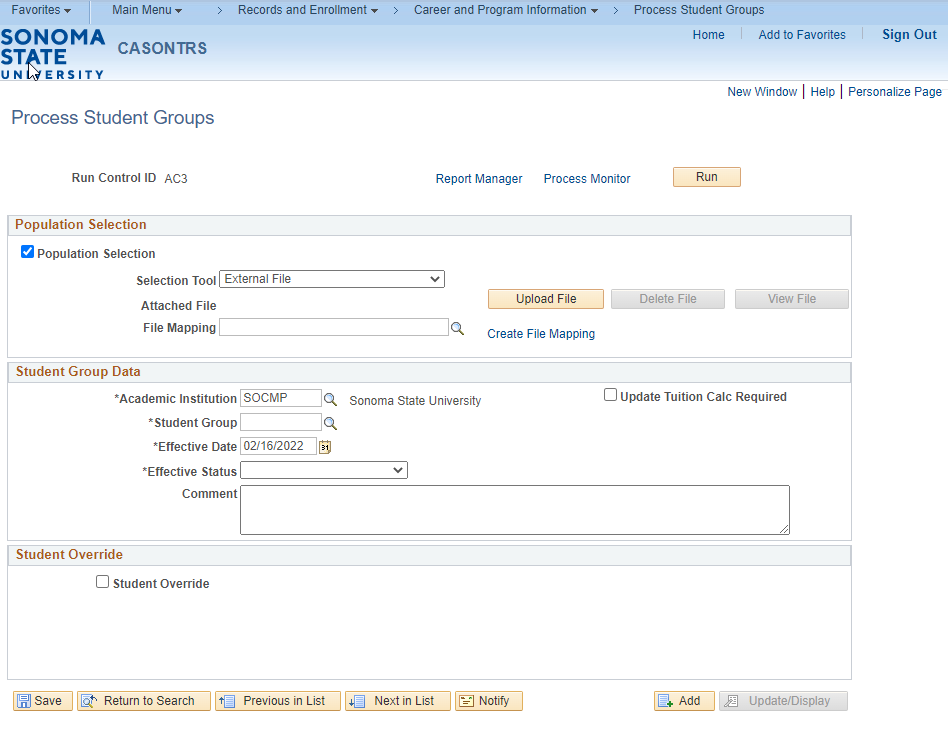 Favorites Main Menu > Records and Enrollment > Career and Program Information > Process Student Groups
SONOMA STATE UNIVERSITY
CASONTRS
Home Add to Favorites Sign Out
New Window | Help | Personalize Page
Process Student Groups
Run Control ID AC3 Report Manager Process Monitor Run
Population Selection
Population Selection
Selection Tool External File
Attached File Upload File Delete File View File
File Mapping Create File Mapping
Student Group Data
*Academic Institution SOCMP Sonoma State University Update Tuition Calc Required
*Student Group
*Effective Date 02/16/2022 31
*Effective Status
Comment
Student Override
Student Override
Save Return to Search Previous in List Next in List Notify Add Update/Display